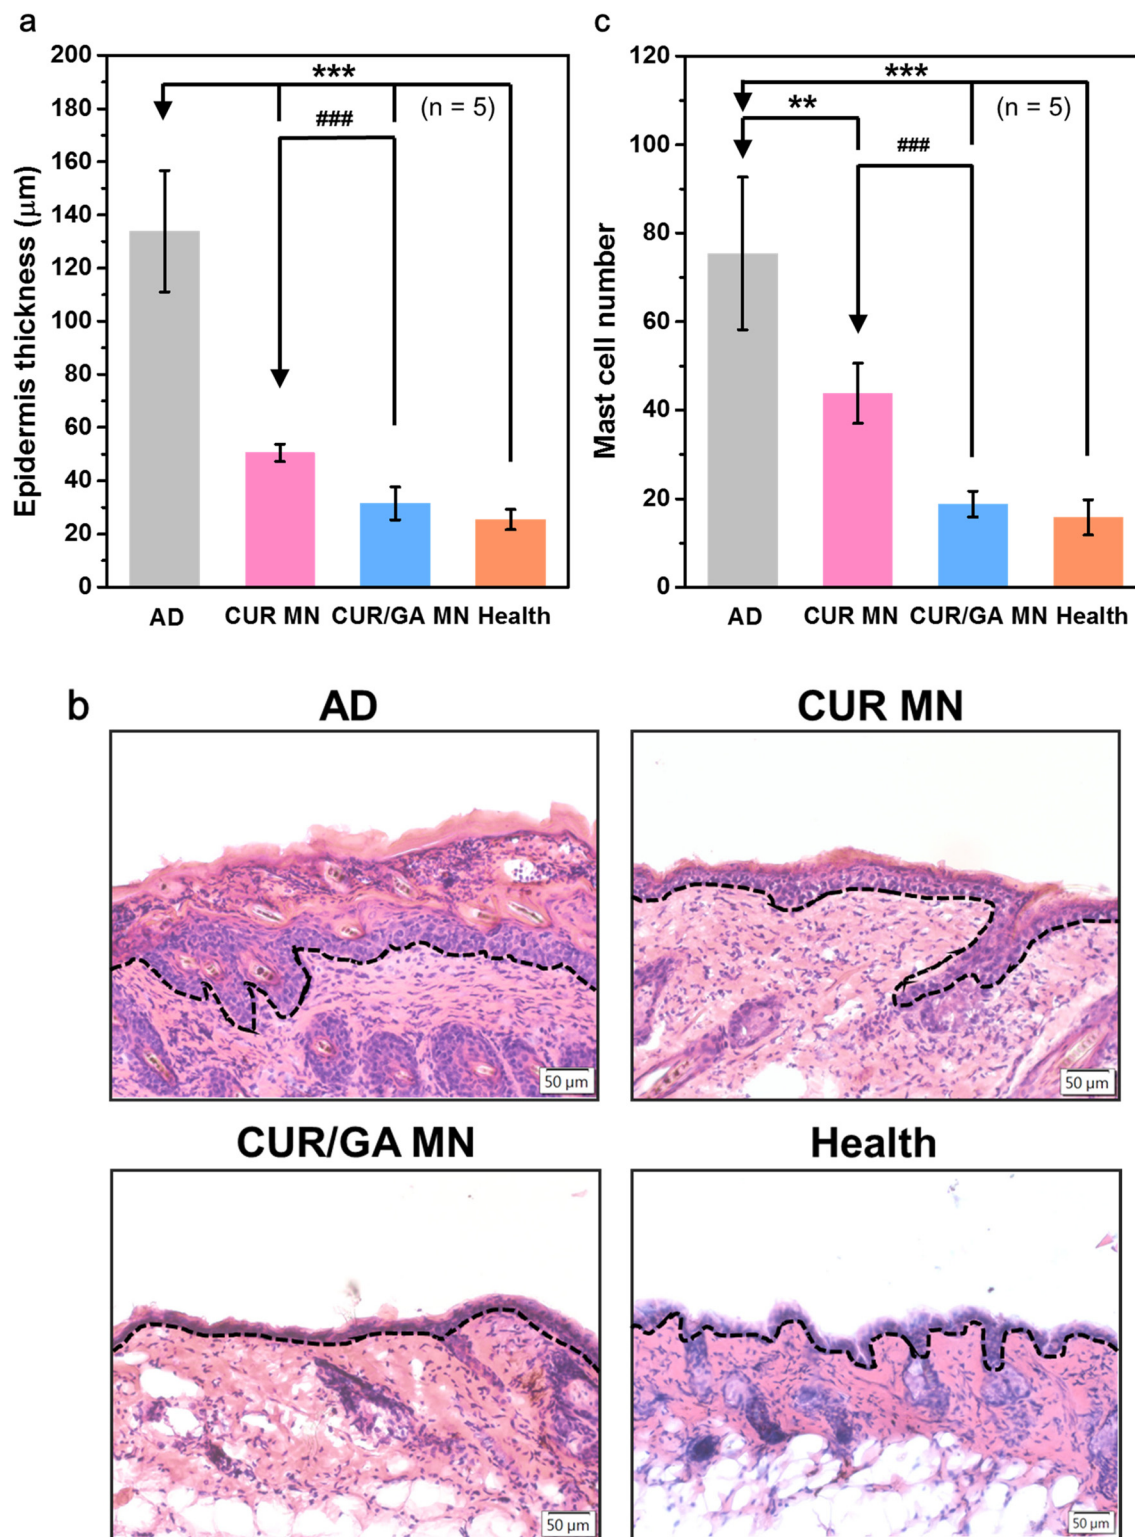 a
200
180
160
140
120
100
80
60
40
20
0
Epidermis thickness (μm)
***
###
(n = 5)
AD CUR MN CUR/GA MN Health
c
120
100
80
60
40
20
0
Mast cell number
***
**
###
(n = 5)
AD CUR MN CUR/GA MN Health
b
AD
50 μm
CUR MN
50 μm
CUR/GA MN
50 μm
Health
50 μm